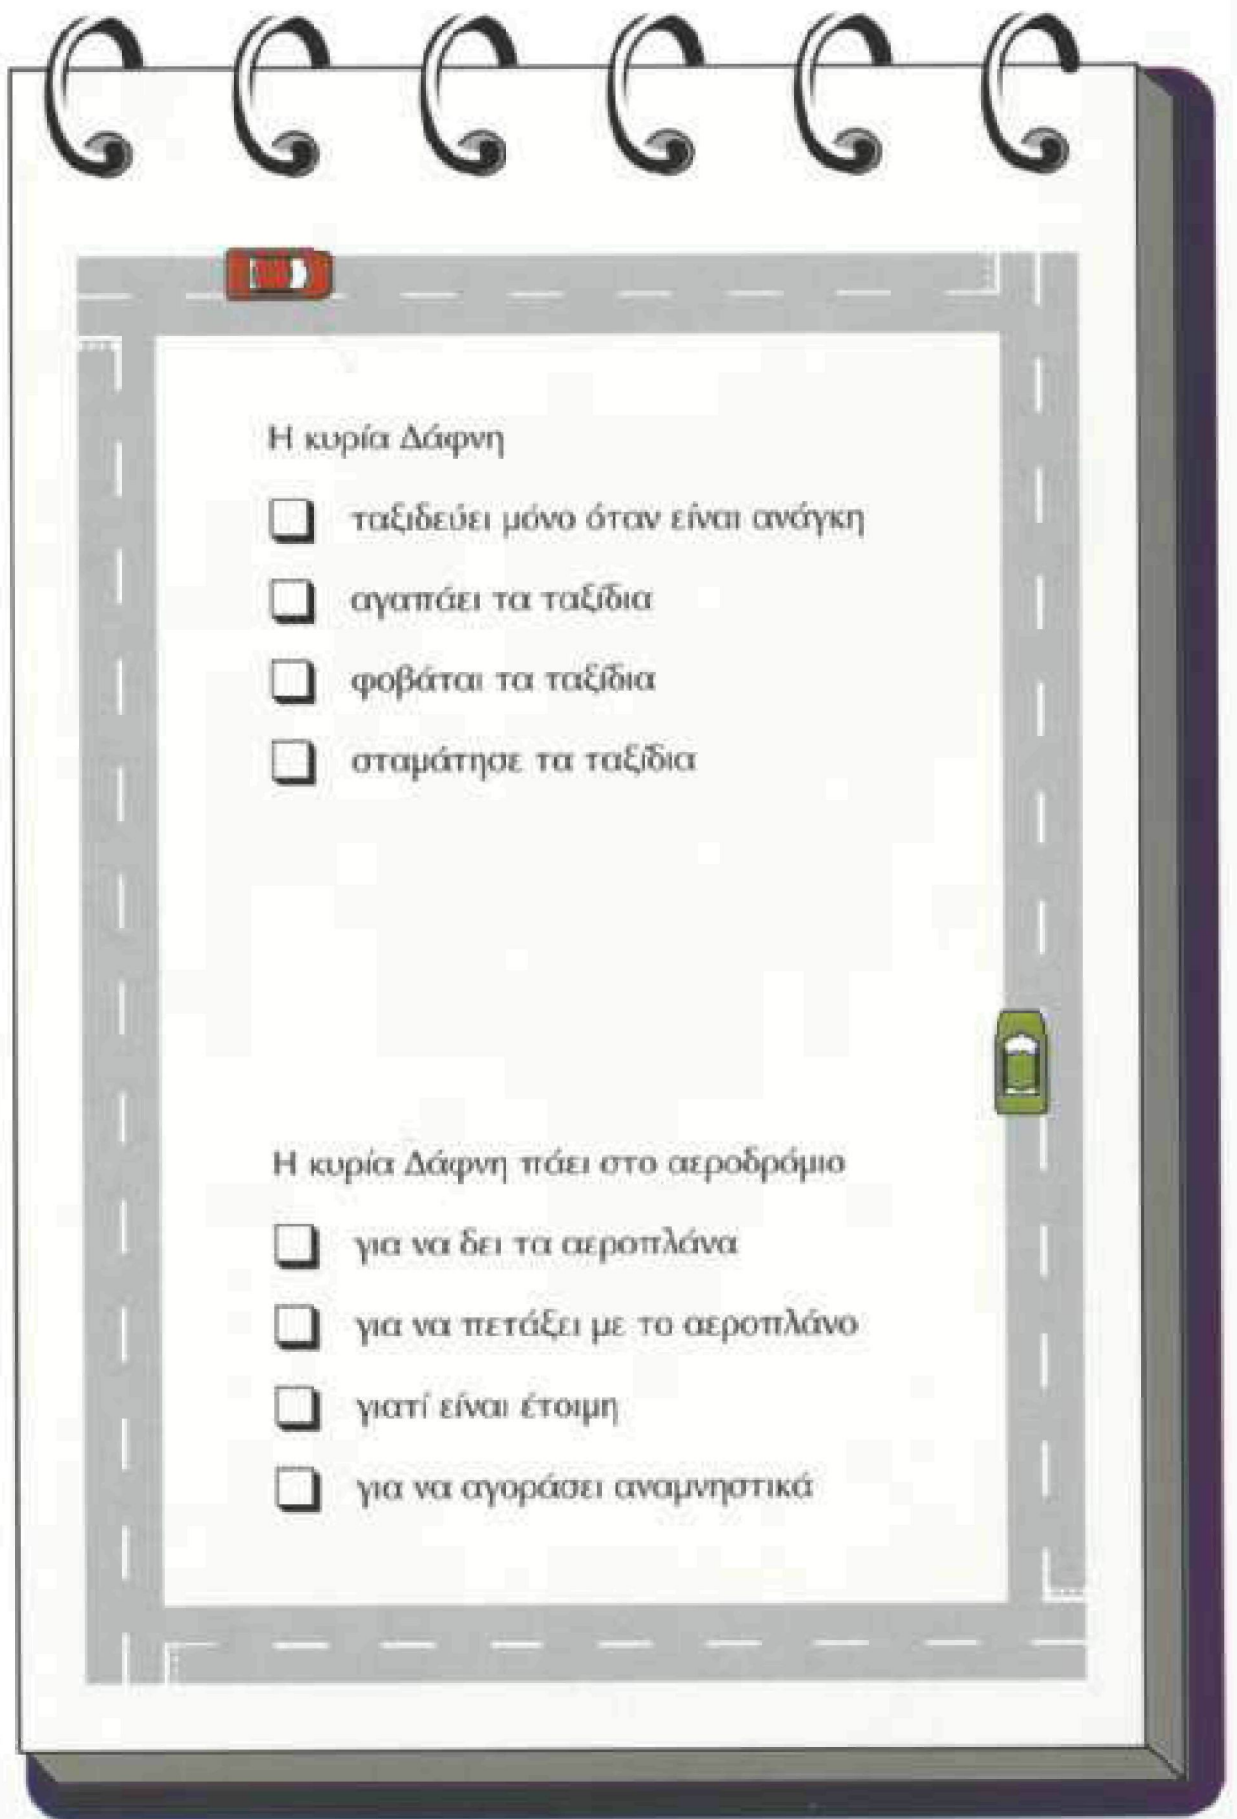 Η κυρία Δάφνη
ταξιδεύει μόνο όταν είναι ανάγκη
αγαπάει τα ταξίδια
φοβάται τα ταξίδια
σταμάτησε τα ταξίδια
Η κυρία Δάφνη πάει στο αεροδρόμιο
για να δει τα αεροπλάνα
για να πετάξει με το αεροπλάνο
γιατί είναι έτοιμη
για να αγοράσει αναμνηστικά